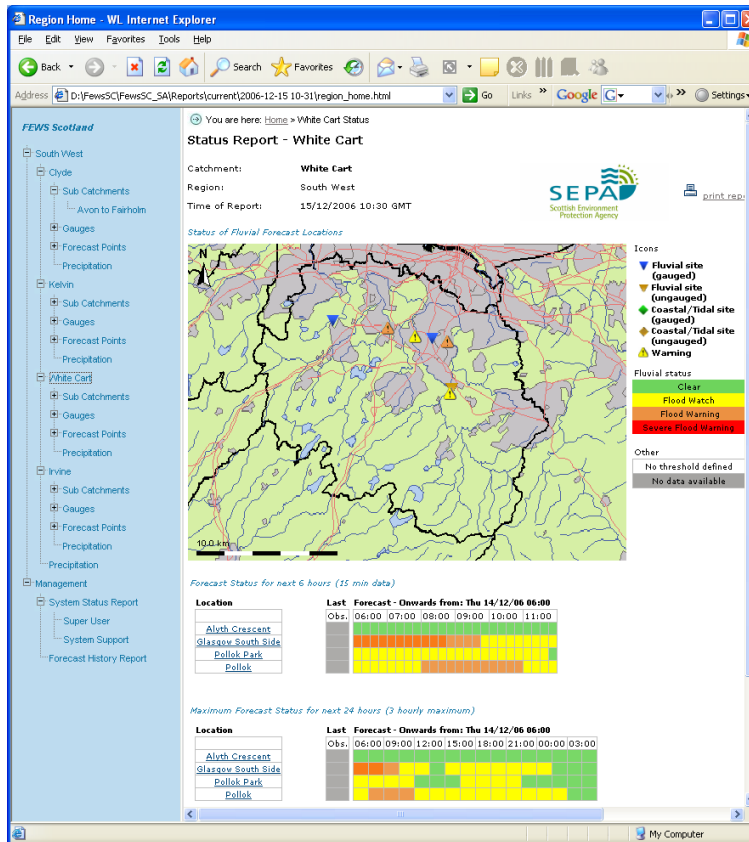 Region Home - WL Internet Explorer
File Edit View Favorites Tools Help
Back Search Favorites
Address D:\FewsSC\FewsSC_SA\Reports\current\2006-12-15 10-31\region_home.html Go Links » Google G » Settings
FEWS Scotland
South West
Clyde
Sub Catchments
Avon to Fairholm
Gauges
Forecast Points
Precipitation
Kelvin
Sub Catchments
Gauges
Forecast Points
Precipitation
White Cart
Sub Catchments
Gauges
Forecast Points
Precipitation
Irvine
Sub Catchments
Gauges
Forecast Points
Precipitation
Precipitation
Management
System Status Report
Super User
System Support
Forecast History Report
You are here: Home > White Cart Status
Status Report - White Cart
Catchment: White Cart
Region: South West
Time of Report: 15/12/2006 10:30 GMT
SEPA
Scottish Environment
Protection Agency
print rep
Status of Fluvial Forecast Locations
N
10.0 km
Icons
Fluvial site
(gauged)
Fluvial site
(ungauged)
Coastal/Tidal site
(gauged)
Coastal/Tidal site
(ungauged)
Warning
Fluvial status
Clear
Flood Watch
Flood Warning
Severe Flood Warning
Other
No threshold defined
No data available
Forecast Status for next 6 hours (15 min data)
Location Last Forecast - Onwards from: Thu 14/12/06 06:00
Obs. 06:00 07:00 08:00 09:00 10:00 11:00
Alyth Crescent
Glasgow South Side
Pollok Park
Pollok
Maximum Forecast Status for next 24 hours (3 hourly maximum)
Location Last Forecast - Onwards from: Thu 14/12/06 06:00
Obs. 06:00 09:00 12:00 15:00 18:00 21:00 00:00 03:00
Alyth Crescent
Glasgow South Side
Pollok Park
Pollok
My Computer